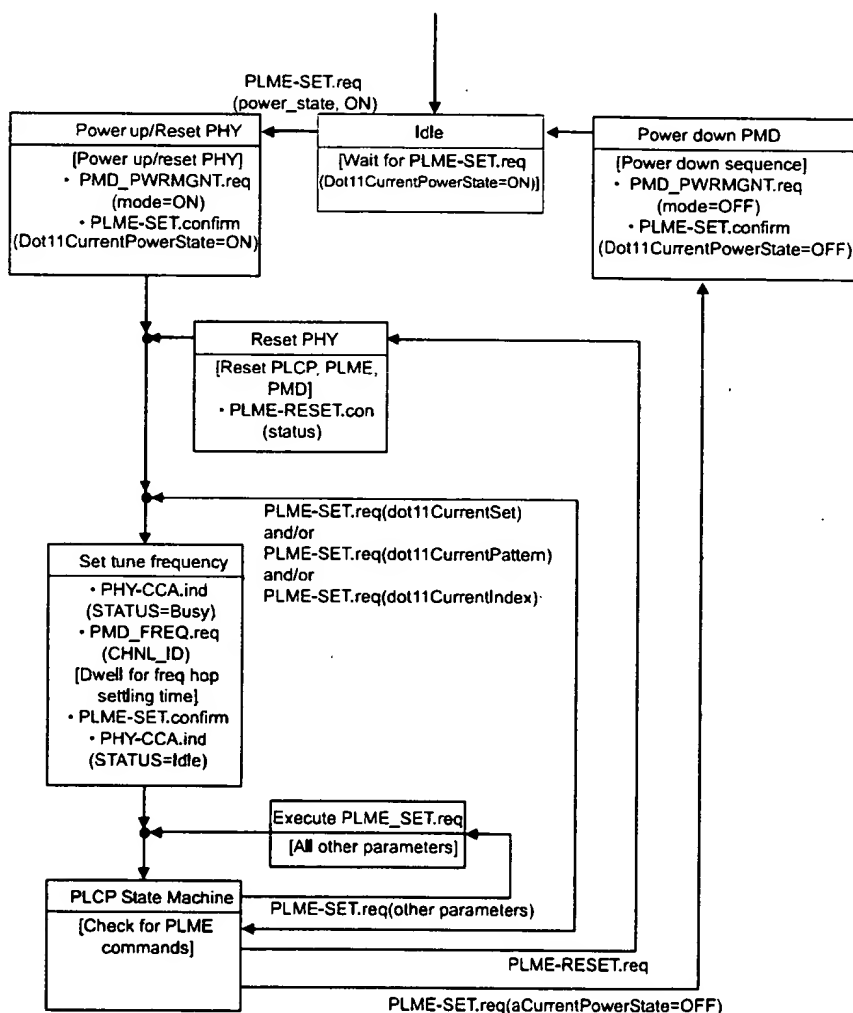 PLME-SET.req
(power_state, ON)
Power up/Reset PHY
[Power up/reset PHY]
• PMD_PWRMGNT.req
(mode=ON)
• PLME-SET.confirm
(Dot11CurrentPowerState=ON)
Idle
[Wait for PLME-SET.req
(Dot11CurrentPowerState=ON)]
Power down PMD
[Power down sequence]
• PMD_PWRMGNT.req
(mode=OFF)
• PLME-SET.confirm
(Dot11CurrentPowerState=OFF)
Reset PHY
[Reset PLCP, PLME,
PMD]
• PLME-RESET.con
(status)
PLME-SET.req(dot11CurrentSet)
and/or
PLME-SET.req(dot11CurrentPattern)
and/or
PLME-SET.req(dot11CurrentIndex)
Set tune frequency
• PHY-CCA.ind
(STATUS=Busy)
• PMD_FREQ.req
(CHNL_ID)
[Dwell for freq hop
settling time]
• PLME-SET.confirm
• PHY-CCA.ind
(STATUS=Idle)
Execute PLME_SET.req
[All other parameters]
PLCP State Machine
[Check for PLME
commands]
PLME-SET.req(other parameters)
PLME-RESET.req
PLME-SET.req(aCurrentPowerState=OFF)